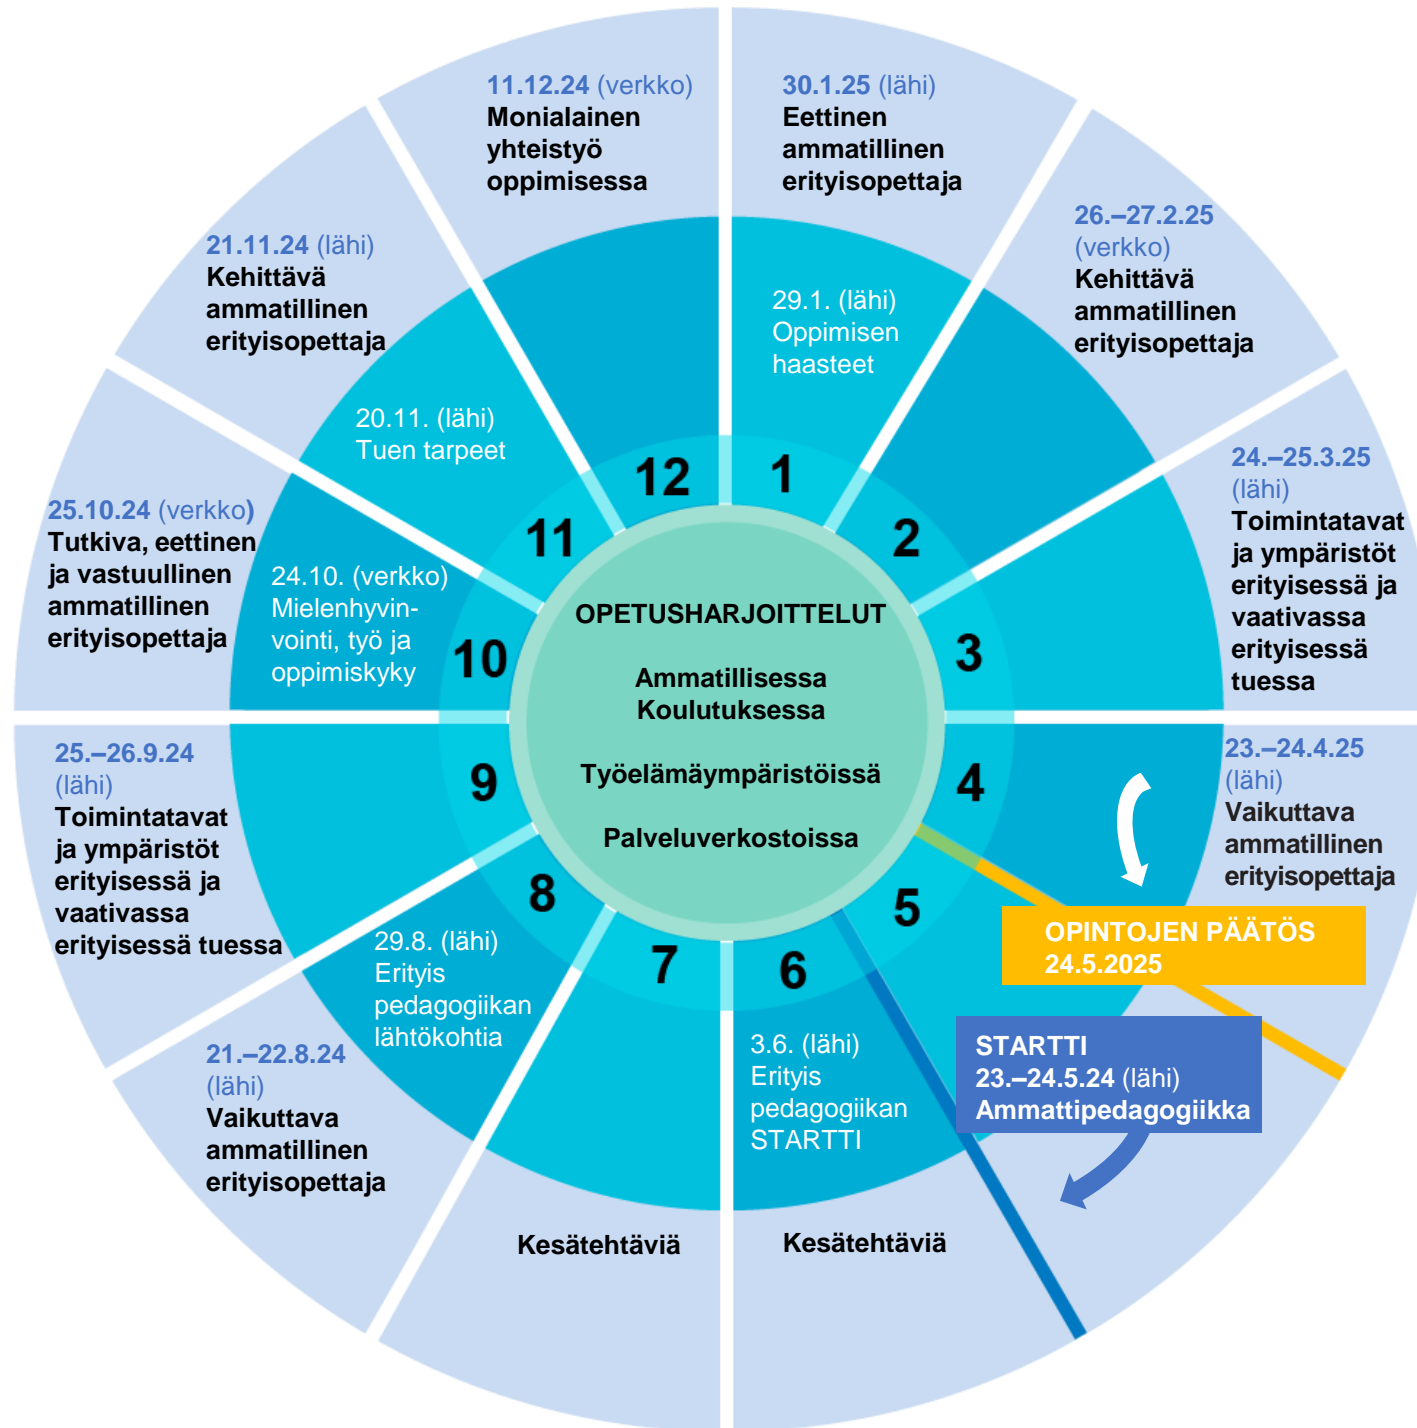 11.12.24 (verkko)
Monialainen
yhteistyö
oppimisessa
30.1.25 (lähi)
Eettinen
ammatillinen
erityisopettaja
26.–27.2.25
(verkko)
Kehittävä
ammatillinen
erityisopettaja
24.–25.3.25
(lähi)
Toimintatavat
ja ympäristöt
erityisessä ja
vaativassa
erityisessä
tuessa
23.–24.4.25
(lähi)
Vaikuttava
ammatillinen
erityisopettaja
OPINTOJEN PÄÄTÖS
24.5.2025
STARTTI
23.–24.5.24 (lähi)
Ammattipedagogiikka
Kesätehtäviä
Kesätehtäviä
21.–22.8.24
(lähi)
Vaikuttava
ammatillinen
erityisopettaja
25.–26.9.24
(lähi)
Toimintatavat
ja ympäristöt
erityisessä ja
vaativassa
erityisessä tuessa
25.10.24 (verkko)
Tutkiva, eettinen
ja vastuullinen
ammatillinen
erityisopettaja
21.11.24 (lähi)
Kehittävä
ammatillinen
erityisopettaja
29.1. (lähi)
Oppimisen
haasteet
3.6. (lähi)
Erityis
pedagogiikan
STARTTI
29.8. (lähi)
Erityis
pedagogiikan
lähtökohtia
24.10. (verkko)
Mielenhyvin-
vointi, työ ja
oppimiskyky
20.11. (lähi)
Tuen tarpeet
1
2
3
4
5
6
7
8
9
10
11
12
OPETUSHARJOITTELUT
Ammatillisessa
Koulutuksessa
Työelämäympäristöissä
Palveluverkostoissa